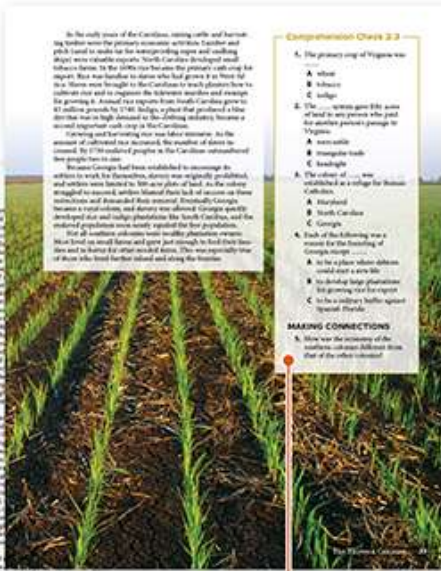 In the early years of the Carolinas, raising cattle and harvest-
ing lumber were the primary economic activities. Lumber and
pitch (used to make tar for waterproofing ropes and caulking
ships) were valuable exports. North Carolina developed small
tobacco farms. In the 1690s rice became the primary cash crop for
export. Rice was familiar to slaves who had grown it in West Af-
rica. Slaves were brought to the Carolinas to teach planters how to
cultivate rice and to engineer the tidewater marshes and swamps
for growing it. Annual rice exports from South Carolina grew to
43 million pounds by 1740. Indigo, a plant that produced a blue
dye that was in high demand in the clothing industry, became a
second important cash crop in the Carolinas.
Growing and harvesting rice was labor intensive. As the
amount of cultivated rice increased, the number of slaves in-
creased. By 1730 enslaved peoples in the Carolinas outnumbered
free people two to one.
Because Georgia had been established to encourage its
settlers to work for themselves, slavery was originally prohibited,
and settlers were limited to 500-acre plots of land. As the colony
struggled to succeed, settlers blamed their lack of success on these
restrictions and demanded their removal. Eventually Georgia
became a royal colony, and slavery was allowed. Georgia quickly
developed rice and indigo plantations like South Carolina, and the
enslaved population soon nearly equaled the free population.
Not all southern colonists were wealthy plantation owners.
Most lived on small farms and grew just enough to feed their fam-
ilies and to barter for other needed items. This was especially true
of those who lived farther inland and along the frontier.
Comprehension Check 2.3
1. The primary crop of Virginia was
A wheat
B tobacco
C indigo
2. The ____ system gave fifty acres
of land to any person who paid
for another person's passage to
Virginia.
A mercantile
B triangular trade
C headright
3. The colony of ____ was
established as a refuge for Roman
Catholics.
A Maryland
B North Carolina
C Georgia
4. Each of the following was a
reason for the founding of
Georgia except ____
A to be a place where debtors
could start a new life
B to develop large plantations
for growing rice for export
C to be a military buffer against
Spanish Florida
MAKING CONNECTIONS
5. How was the economy of the
southern colonies different from
that of the other colonies?
The Thirteen Colonies